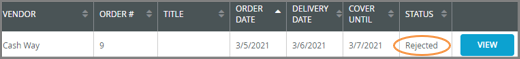 VENDOR ORDER # TITLE ORDER DATE DELIVERY DATE COVER UNTIL STATUS
Cash Way 9 3/5/2021 3/6/2021 3/7/2021 Rejected VIEW